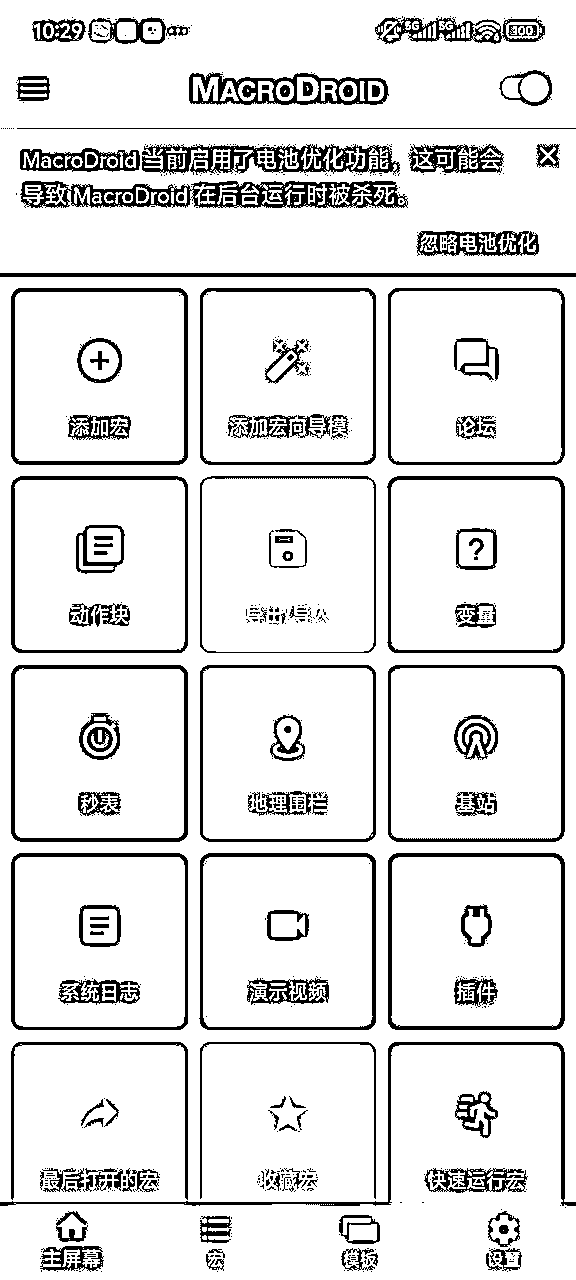 10:29 5G 5G 100
MACRODROID
MacroDroid 当前启用了电池优化功能，这可能会
导致 MacroDroid 在后台运行时被杀死。
忽略电池优化
添加宏 添加宏向导模 论坛
动作块 导出/导入 变量
秒表 地理围栏 基站
系统日志 演示视频 插件
最后打开的宏 收藏宏 快速运行宏
主屏幕 宏 模板 设置